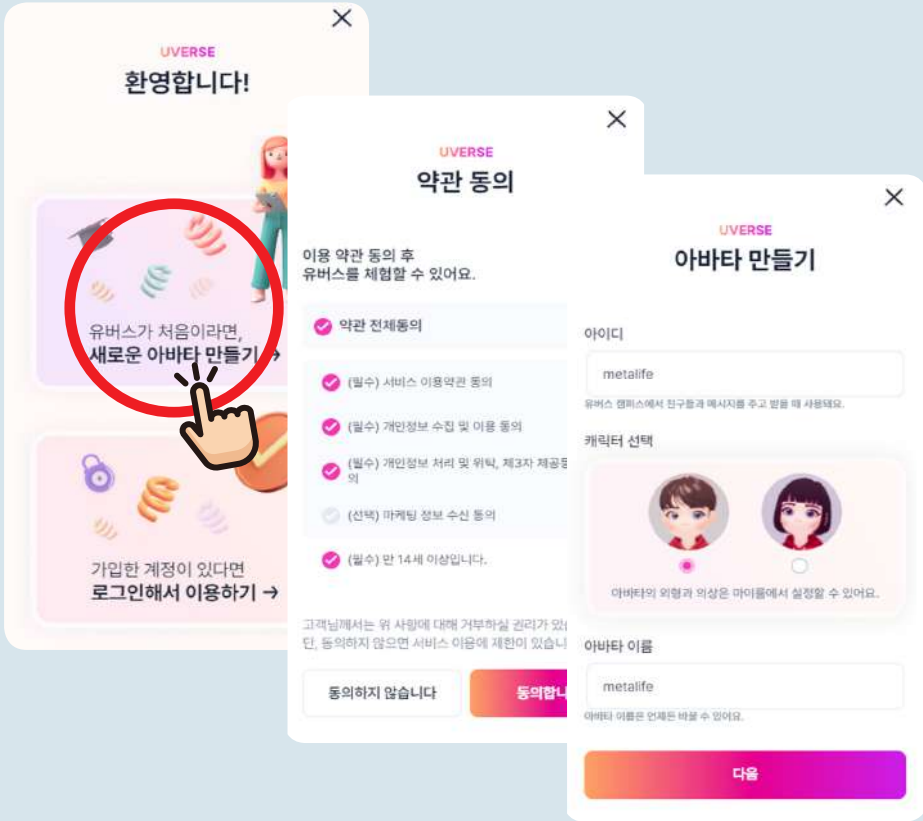 UVERSE
환영합니다!
유버스가 처음이라면,
새로운 아바타 만들기 →
가입한 계정이 있다면
로그인해서 이용하기 →
UVERSE
약관 동의
이용 약관 동의 후
유버스를 체험할 수 있어요.
약관 전체동의
(필수) 서비스 이용약관 동의
(필수) 개인정보 수집 및 이용 동의
(필수) 개인정보 처리 및 위탁, 제3자 제공동
의
(선택) 마케팅 정보 수신 동의
(필수) 만 14세 이상입니다.
고객님께서는 위 사항에 대해 거부하실 권리가
단, 동의하지 않으면 서비스 이용에 제한이 있습니
동의하지 않습니다
동의합니
UVERSE
아바타 만들기
아이디
metalife
유버스 캠퍼스에서 친구들과 메시지를 주고 받을 때 사용돼요.
캐릭터 선택
아바타의 외형과 의상은 마이룸에서 설정할 수 있어요.
아바타 이름
metalife
아바타 이름은 언제든 바꿀 수 있어요.
다음